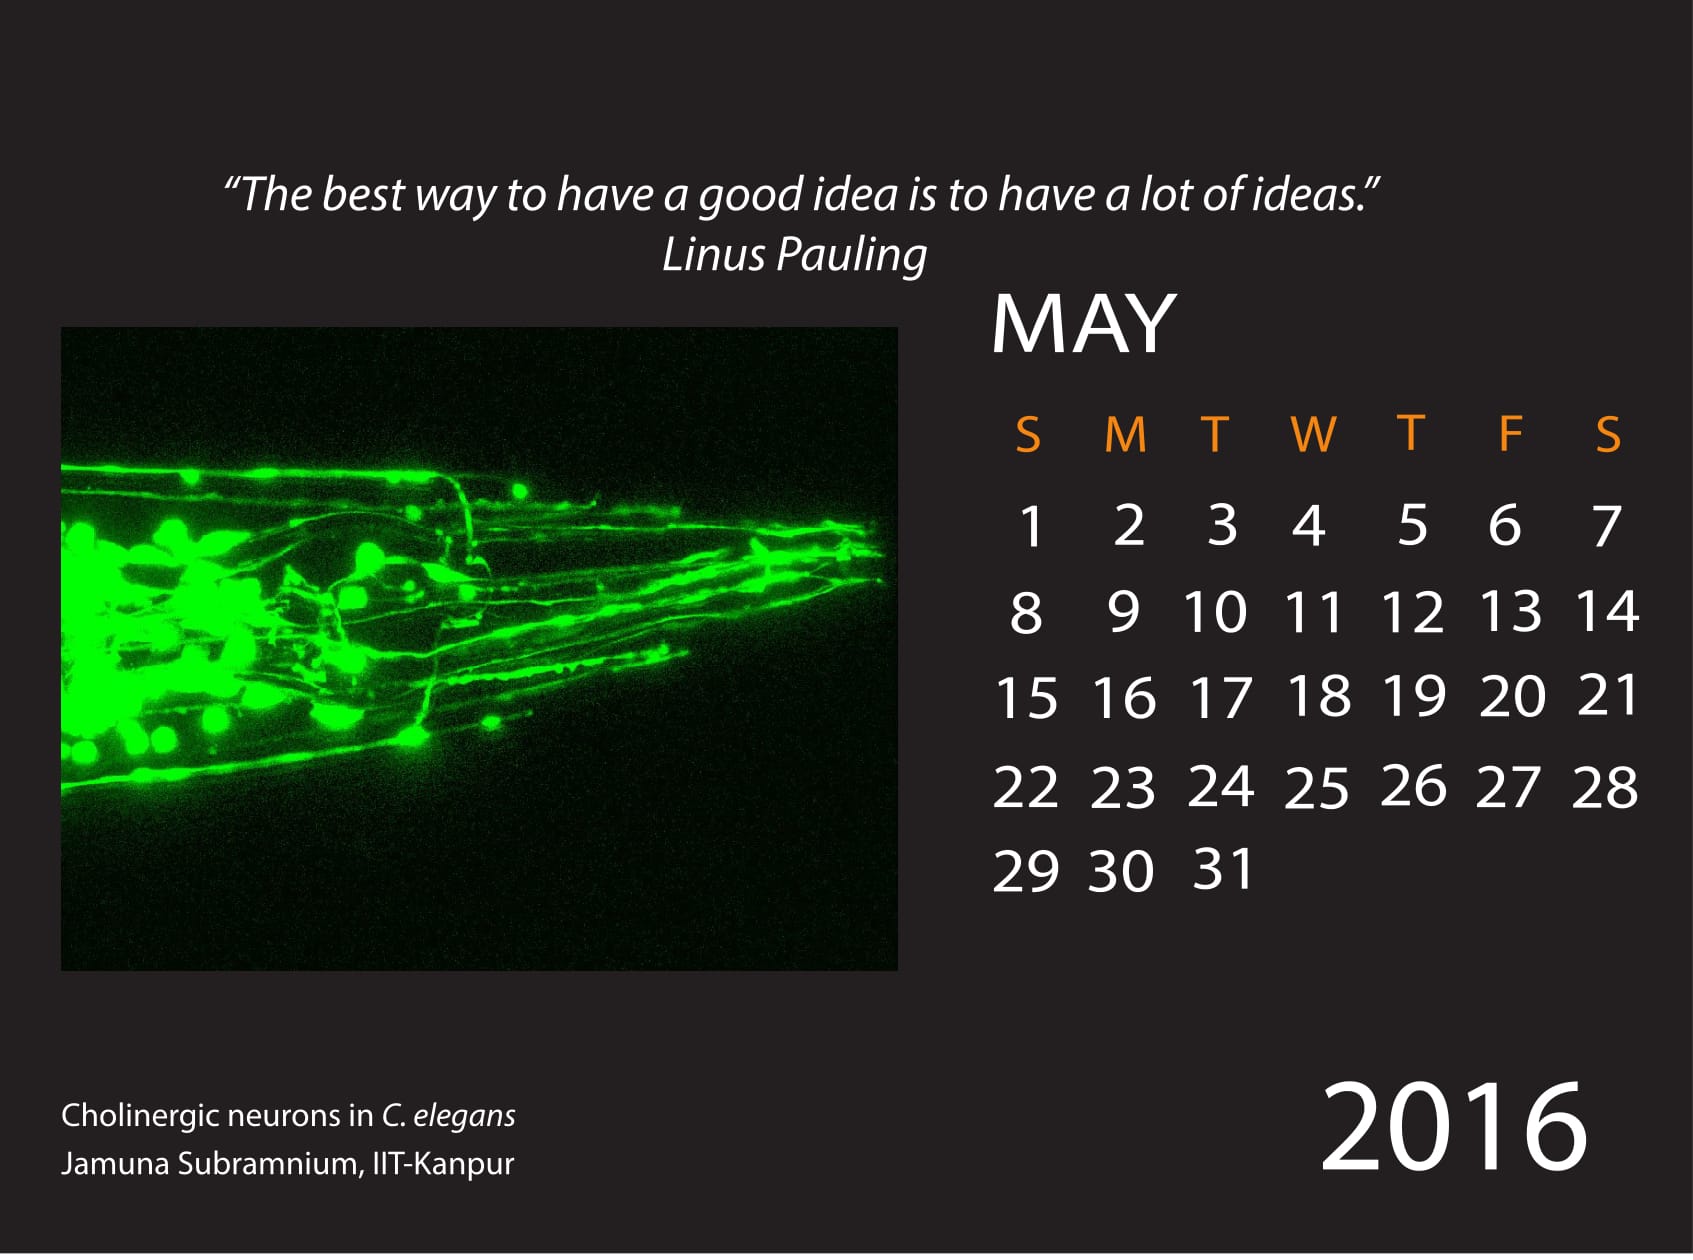 “The best way to have a good idea is to have a lot of ideas.”
Linus Pauling
MAY
S M T W T F S
1 2 3 4 5 6 7
8 9 10 11 12 13 14
15 16 17 18 19 20 21
22 23 24 25 26 27 28
29 30 31
Cholinergic neurons in C. elegans
Jamuna Subramnium, IIT-Kanpur
2016